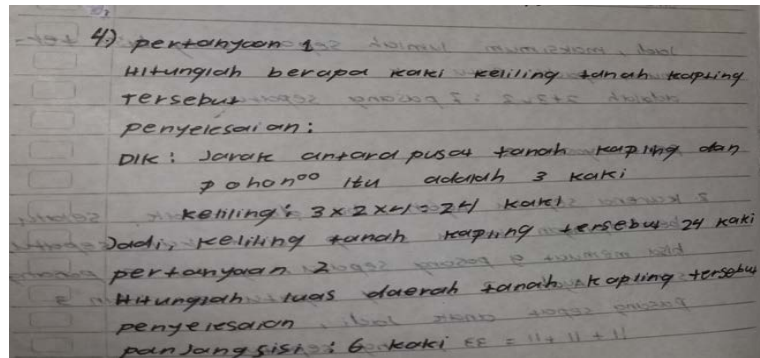 4) pertanyaan 1
Hitunglah berapa kaki keliling tanah kapling
tersebut
penyelesaian:
Dik: Jarak antara pusat tanah kapling dan
pohon°° itu adalah 3 kaki
keliling: 3 x 2 x 4 = 24 kaki
Jadi, keliling tanah kapling tersebut 24 kaki
pertanyaan 2
Hitunglah luas daerah tanah kapling tersebut
penyelesaian
panjang sisi: 6 kaki